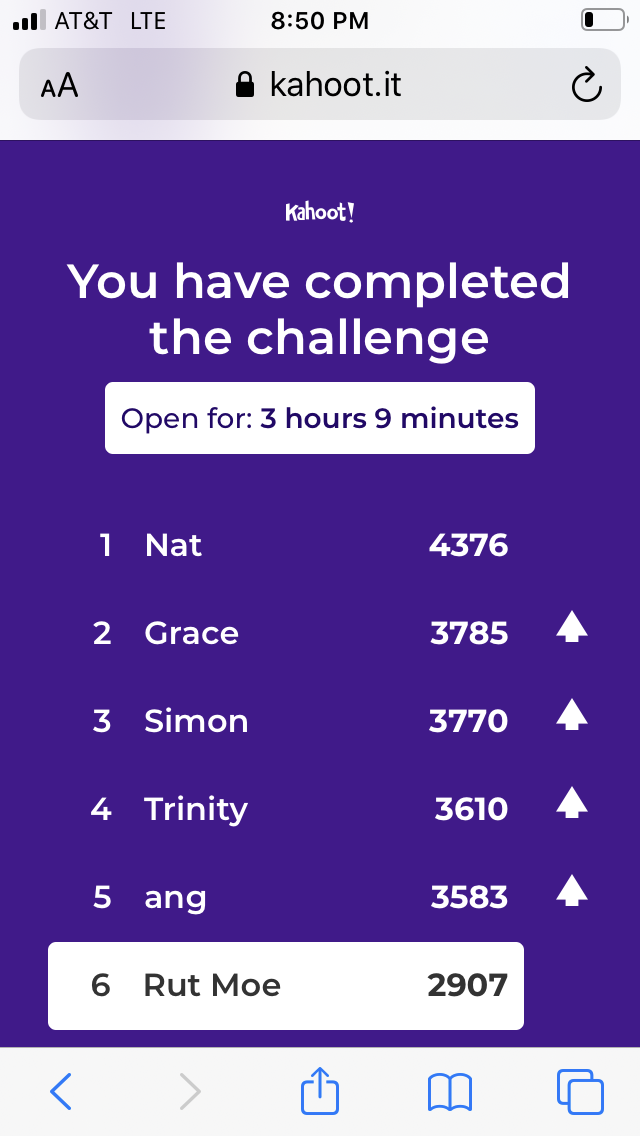 AT&T LTE 8:50 PM
AA kahoot.it
Kahoot!
You have completed
the challenge
Open for: 3 hours 9 minutes
1 Nat 4376
2 Grace 3785
3 Simon 3770
4 Trinity 3610
5 ang 3583
6 Rut Moe 2907